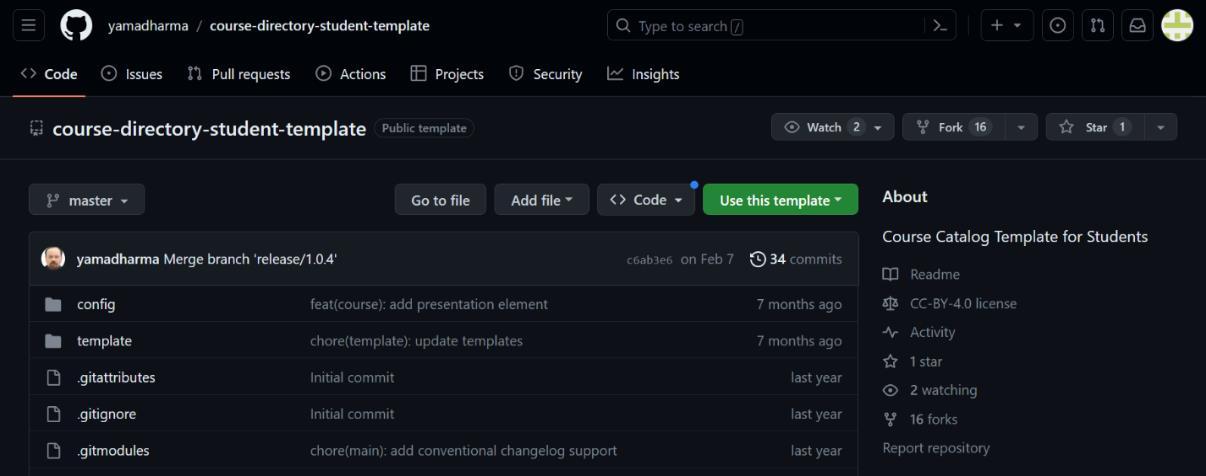 yamadharma / course-directory-student-template Type to search /
Code Issues Pull requests Actions Projects Security Insights
course-directory-student-template Public template Watch 2 Fork 16 Star 1
master Go to file Add file Code Use this template
yamadharma Merge branch 'release/1.0.4' c6ab3e6 on Feb 7 34 commits
config feat(course): add presentation element 7 months ago
template chore(template): update templates 7 months ago
.gitattributes Initial commit last year
.gitignore Initial commit last year
.gitmodules chore(main): add conventional changelog support last year
About
Course Catalog Template for Students
Readme
CC-BY-4.0 license
Activity
1 star
2 watching
16 forks
Report repository